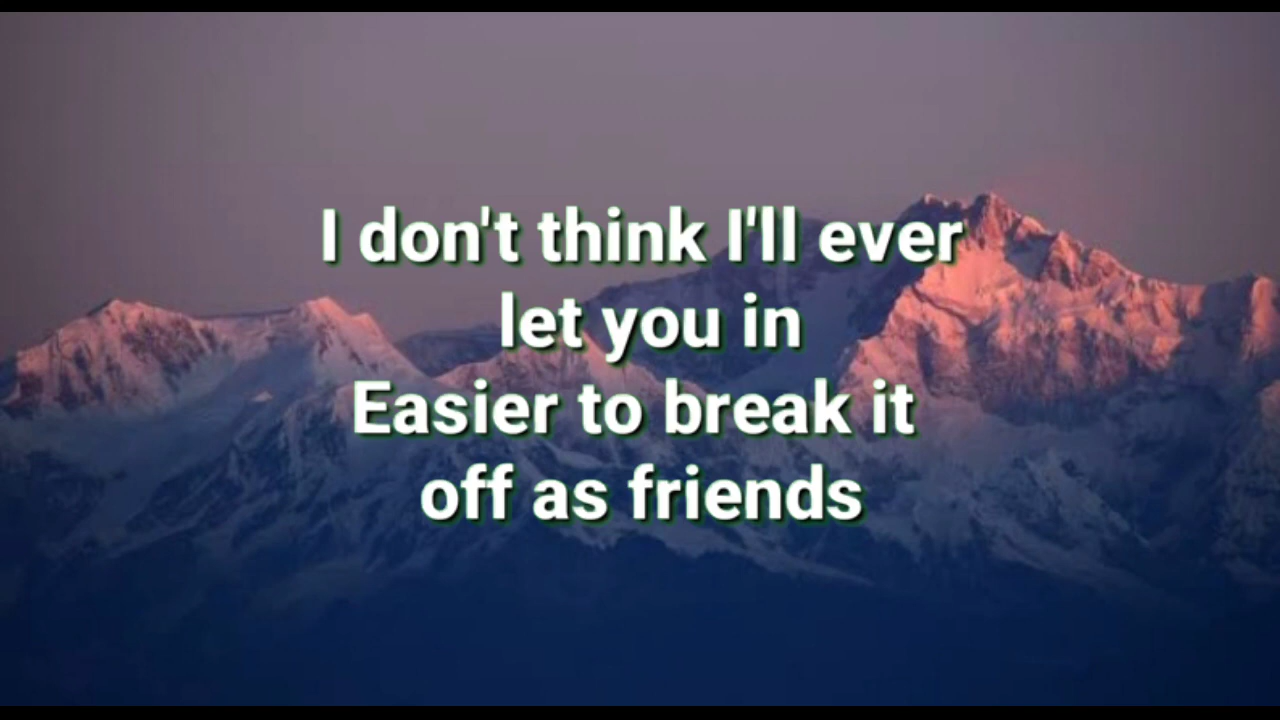 I don't think I'll ever
let you in
Easier to break it
off as friends